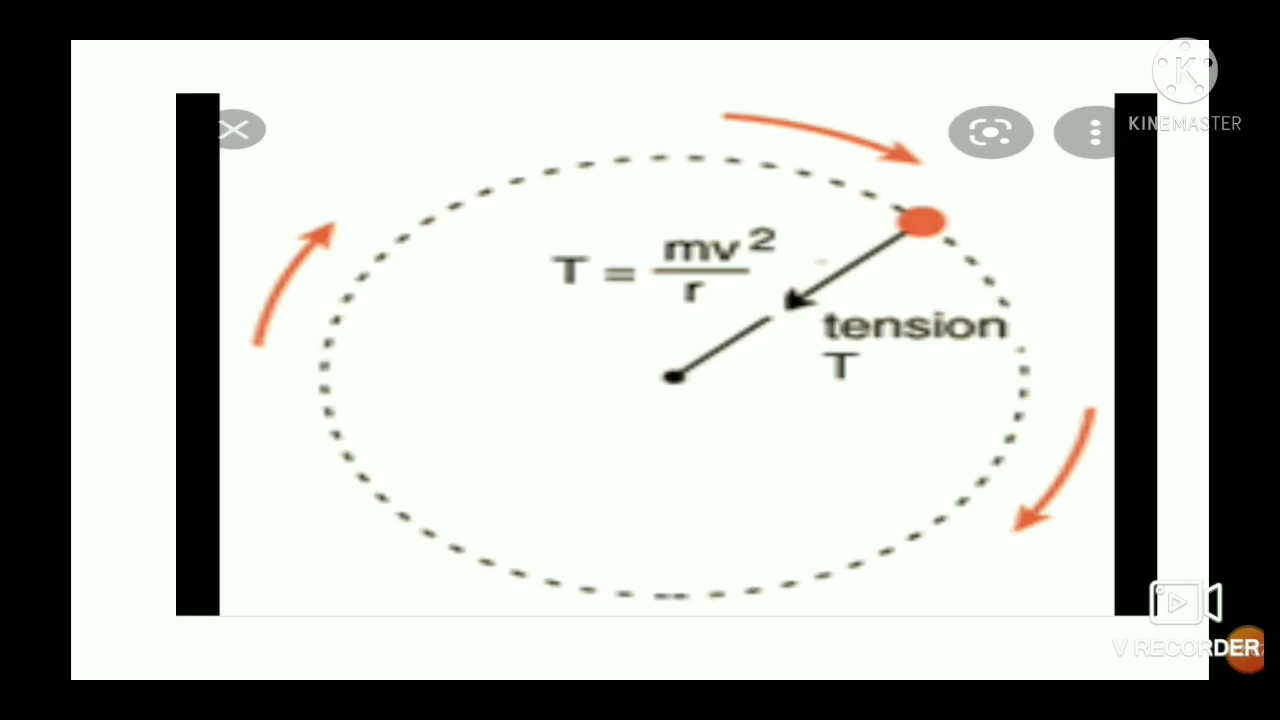 KINEMASTER
T = mv²/r
tension
T
V RECORDER